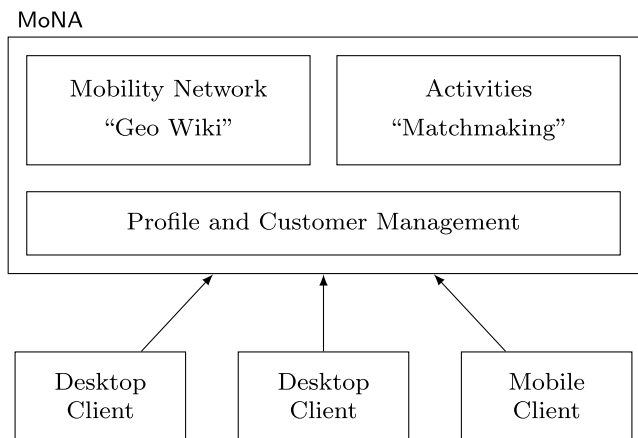 MoNA
Mobility Network
“Geo Wiki”
Activities
“Matchmaking”
Profile and Customer Management
Desktop
Client
Desktop
Client
Mobile
Client